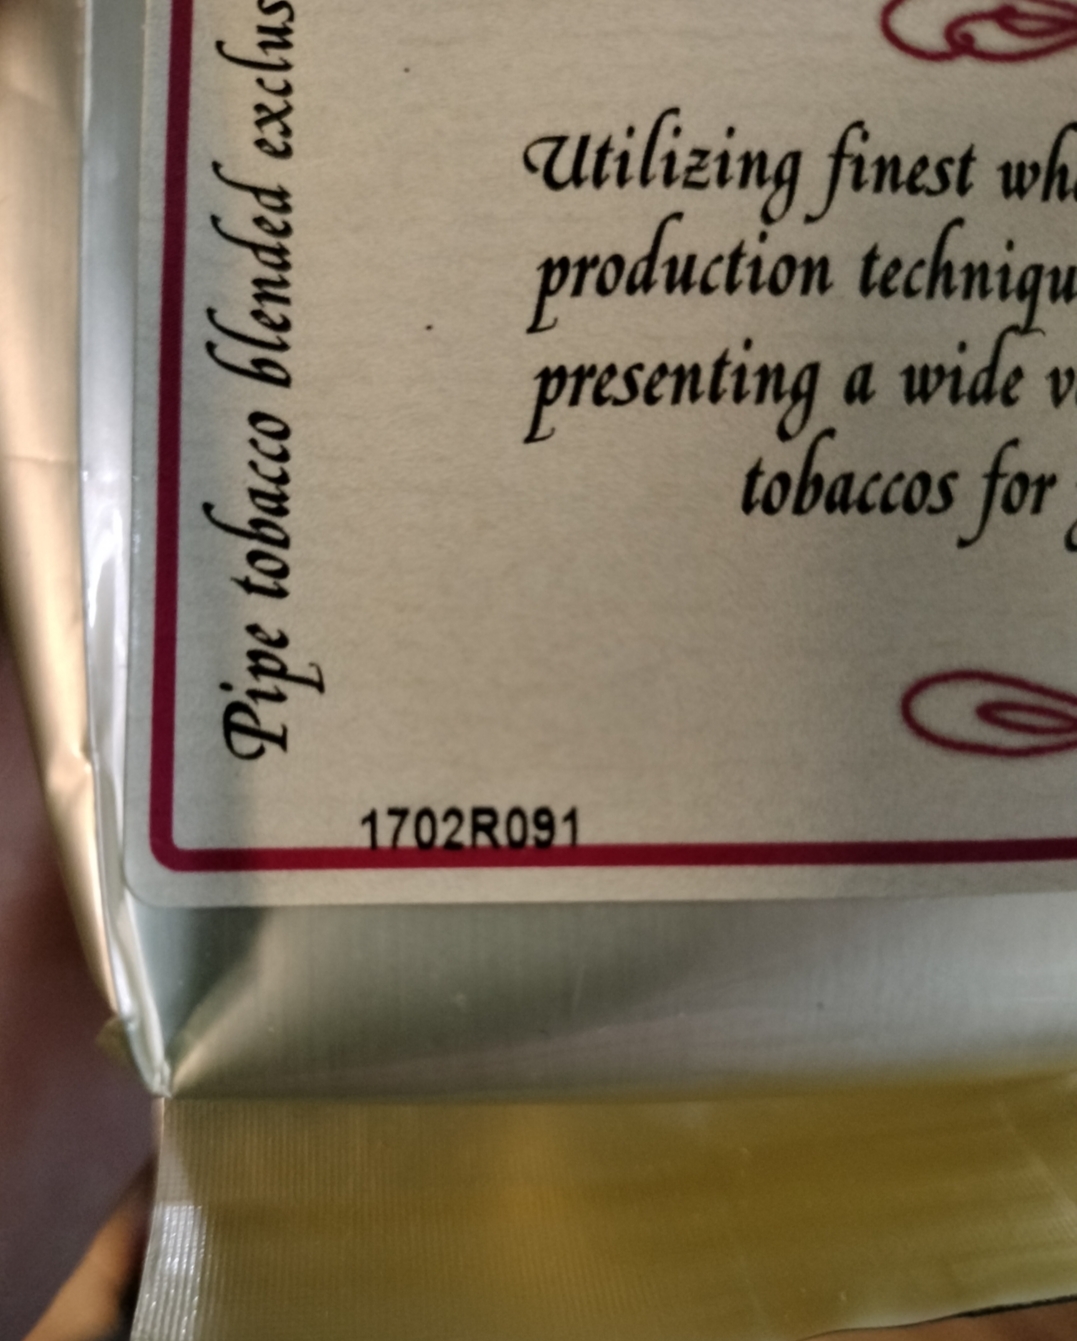 Pipe tobacco blended
Utilizing finest
production
presenting a wide
tobaccos for
1702R091